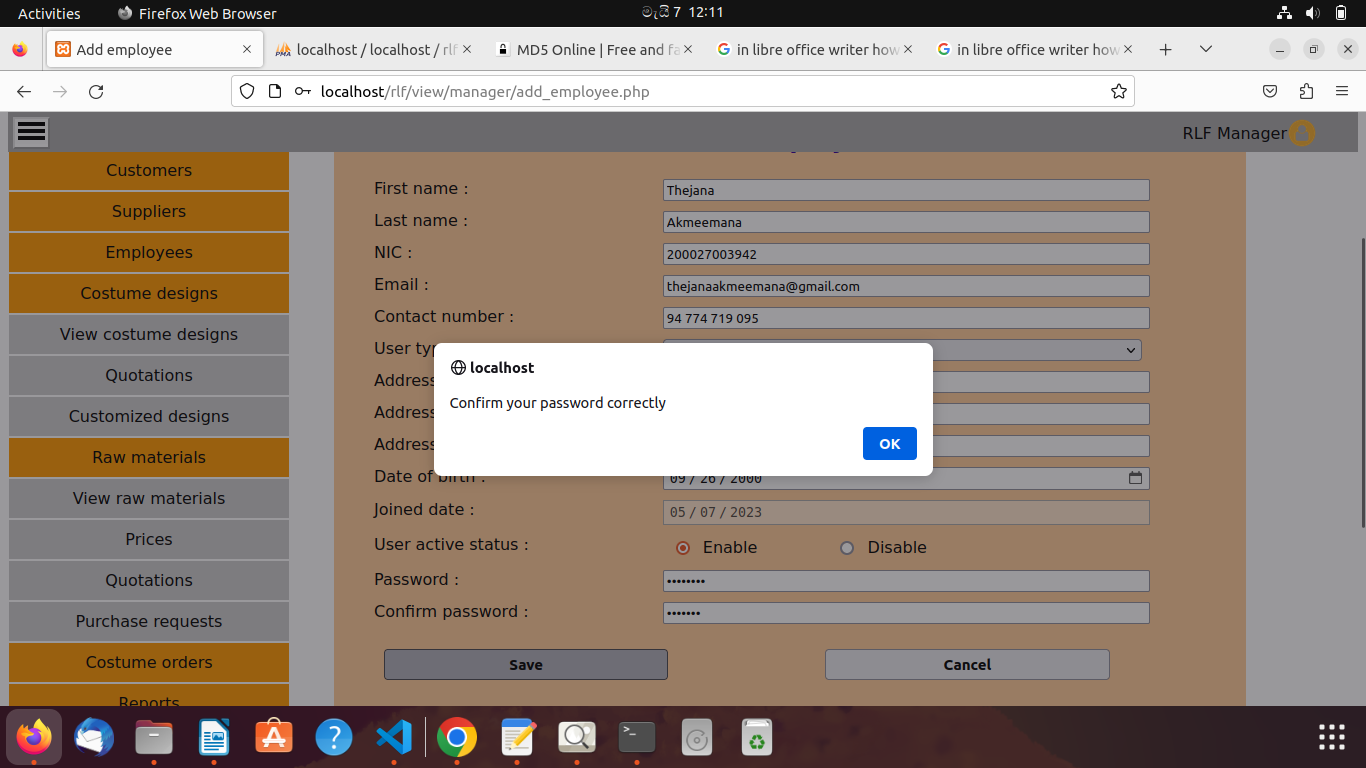 Activities
Firefox Web Browser
මැයි 7 12:11
Add employee
localhost / localhost / rlf
MD5 Online | Free and fa
in libre office writer how
in libre office writer how
localhost/rlf/view/manager/add_employee.php
RLF Manager
Customers
Suppliers
Employees
Costume designs
View costume designs
Quotations
Customized designs
Raw materials
View raw materials
Prices
Quotations
Purchase requests
Costume orders
Reports
First name :
Thejana
Last name :
Akmeemana
NIC :
200027003942
Email :
thejanaakmeemana@gmail.com
Contact number :
94 774 719 095
User typ
Address
Address
Address
localhost
Confirm your password correctly
OK
Date of birth :
09 / 26 / 2000
Joined date :
05 / 07 / 2023
User active status :
Enable
Disable
Password :
••••••••
Confirm password :
•••••••
Save
Cancel